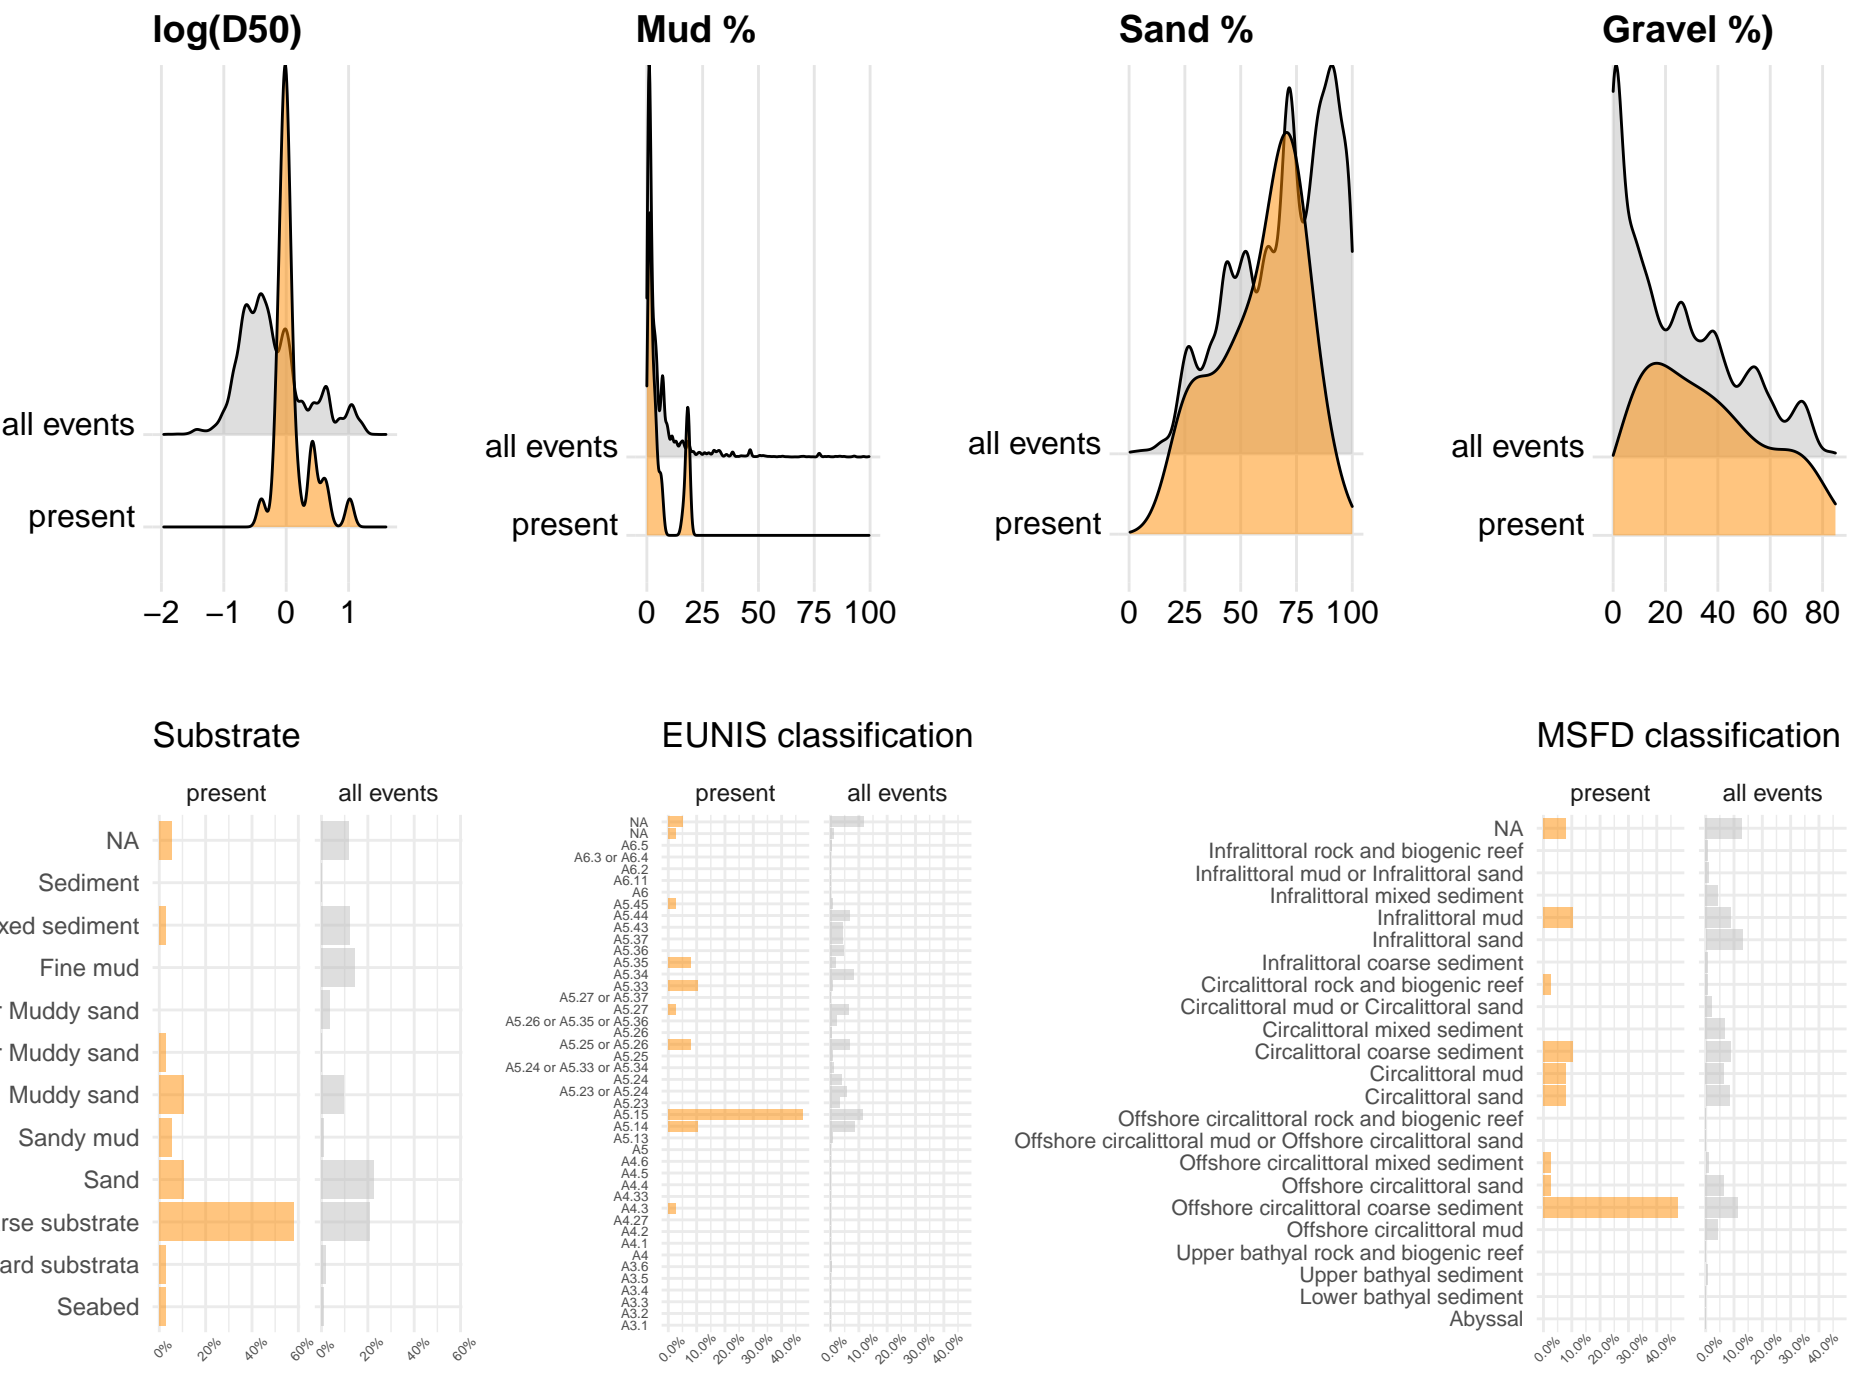 log(D50)
Mud %
Sand %
Gravel %)
all events
present
−2 −1 0 1
all events
present
0 25 50 75 100
all events
present
0 25 50 75 100
all events
present
0 20 40 60 80
Substrate
present all events
NA
Sediment
xed sediment
Fine mud
r Muddy sand
r Muddy sand
Muddy sand
Sandy mud
Sand
rse substrate
ard substrata
Seabed
0% 20% 40% 60% 0% 20% 40% 60%
EUNIS classification
present all events
NA
NA
A6.5
A6.3 or A6.4
A6.2
A6.11
A6
A5.45
A5.44
A5.43
A5.37
A5.36
A5.35
A5.34
A5.33
A5.27 or A5.37
A5.27
A5.26 or A5.35 or A5.36
A5.26
A5.25 or A5.26
A5.25
A5.24 or A5.33 or A5.34
A5.24
A5.23 or A5.24
A5.23
A5.15
A5.14
A5.13
A5
A4.6
A4.5
A4.4
A4.33
A4.3
A4.27
A4.2
A4.1
A4
A3.6
A3.5
A3.4
A3.3
A3.2
A3.1
0.0% 10.0% 20.0% 30.0% 40.0% 0.0% 10.0% 20.0% 30.0% 40.0%
MSFD classification
present all events
NA
Infralittoral rock and biogenic reef
Infralittoral mud or Infralittoral sand
Infralittoral mixed sediment
Infralittoral mud
Infralittoral sand
Infralittoral coarse sediment
Circalittoral rock and biogenic reef
Circalittoral mud or Circalittoral sand
Circalittoral mixed sediment
Circalittoral coarse sediment
Circalittoral mud
Circalittoral sand
Offshore circalittoral rock and biogenic reef
Offshore circalittoral mud or Offshore circalittoral sand
Offshore circalittoral mixed sediment
Offshore circalittoral sand
Offshore circalittoral coarse sediment
Offshore circalittoral mud
Upper bathyal rock and biogenic reef
Upper bathyal sediment
Lower bathyal sediment
Abyssal
0.0% 10.0% 20.0% 30.0% 40.0% 0.0% 10.0% 20.0% 30.0% 40.0%